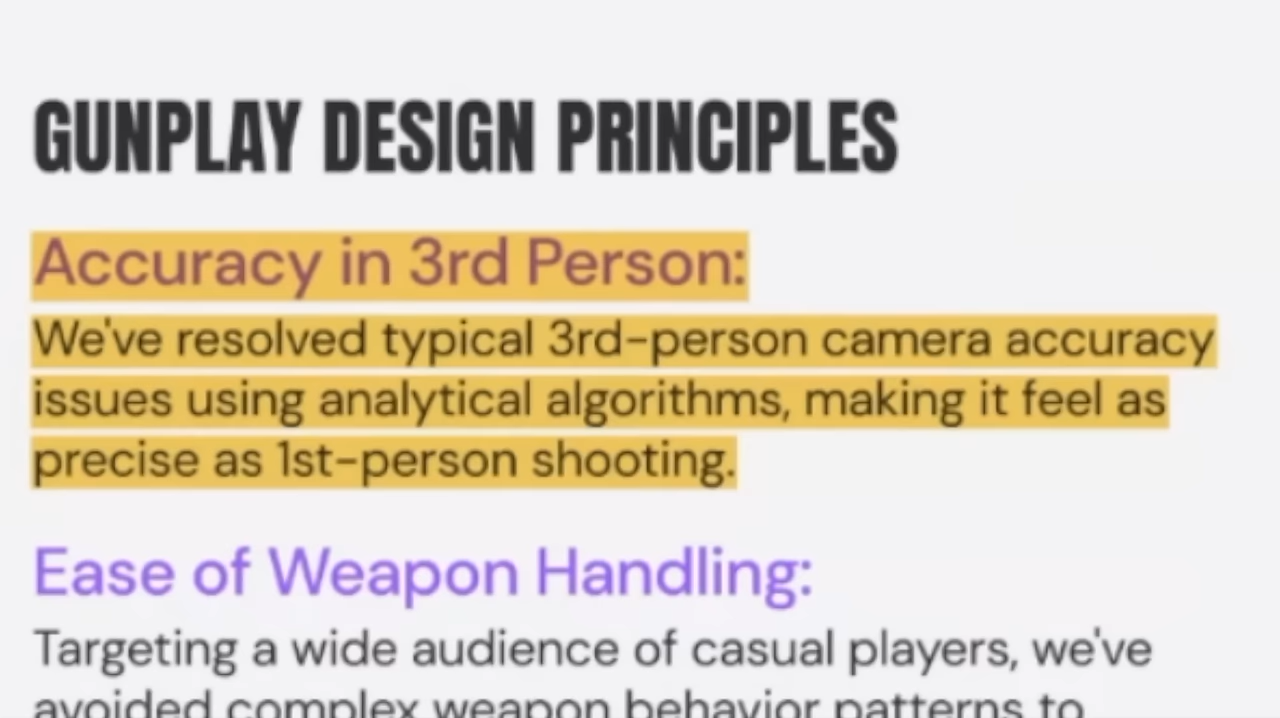 GUNPLAY DESIGN PRINCIPLES
Accuracy in 3rd Person:
We've resolved typical 3rd-person camera accuracy
issues using analytical algorithms, making it feel as
precise as 1st-person shooting.
Ease of Weapon Handling:
Targeting a wide audience of casual players, we've
avoided complex weapon behavior patterns to